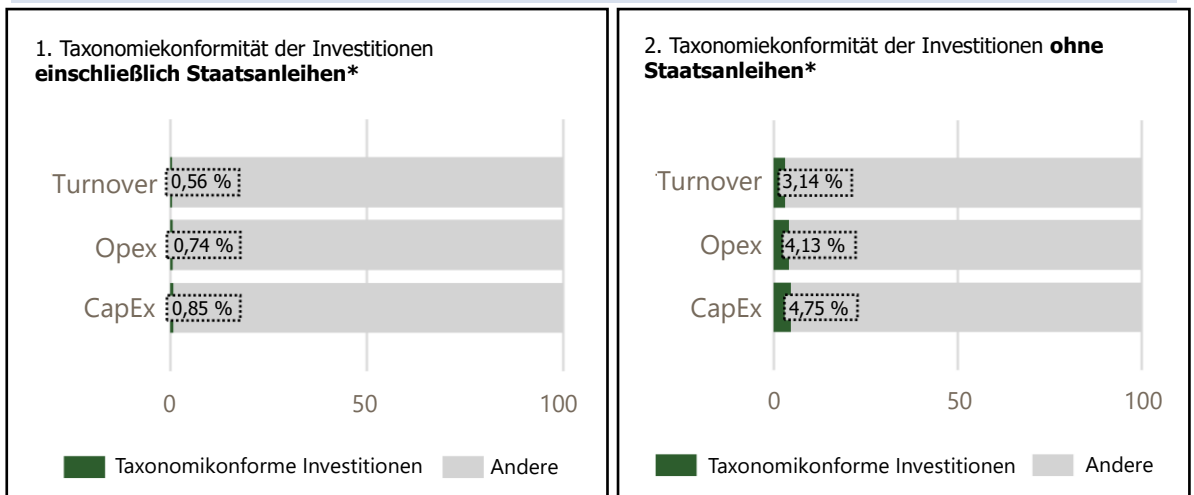 1. Taxonomiekonformität der Investitionen
einschließlich Staatsanleihen*
Turnover 0,56 %
Opex 0,74 %
CapEx 0,85 %
0 50 100
Taxonomikonforme Investitionen Andere
2. Taxonomiekonformität der Investitionen ohne
Staatsanleihen*
Turnover 3,14 %
Opex 4,13 %
CapEx 4,75 %
0 50 100
Taxonomikonforme Investitionen Andere